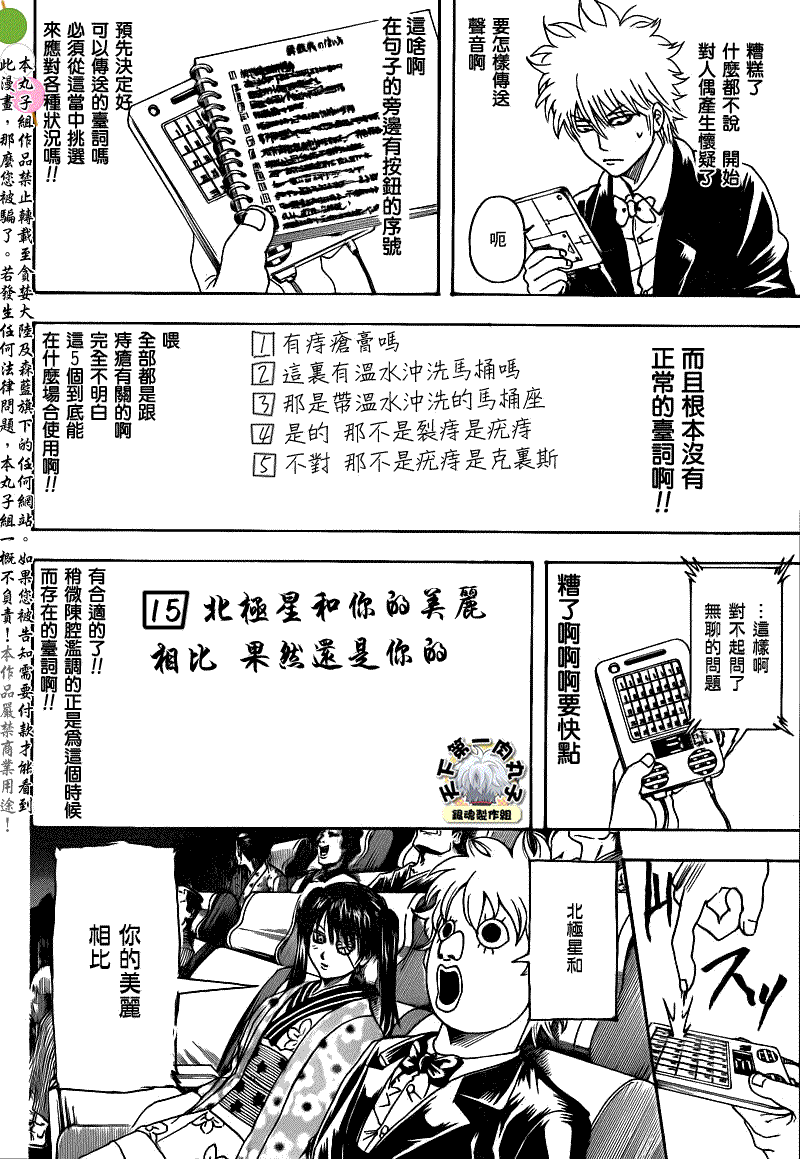 糟糕了
什麼都不說 開始
對人偶產生懷疑了
要怎樣傳送
聲音啊
呃
這啥啊
在句子的旁邊有按鈕的序號
預先決定好
可以傳送的臺詞嗎
必須從這當中挑選
來應對各種狀況嗎!!
而且根本沒有
正常的臺詞啊!!
1 有痔瘡膏嗎
2 這裏有溫水沖洗馬桶嗎
3 那是帶溫水沖洗的馬桶座
4 是的 那不是裂痔是疣痔
5 不對 那不是疣痔是克裏斯
喂
全部都是跟
痔瘡有關的啊
完全不明白
這5個到底能
在什麼場合使用啊!!
…這樣啊
對不起問了
無聊的問題
糟了啊啊啊要快點
15 北極星和你的美麗
相比 果然還是你的
有合適的了!!
稍微陳腔濫調的正是為這個時候
而存在的臺詞啊!!
天下第一肉丸子
銀魂製作組
スッ
北極星和
你的美麗
相比
本丸子組作品禁止轉載至貪婪大陸及森藍旗下的任何網站。如果您被告知需要付款才能看到
此漫畫，那麼您被騙了。若發生任何法律問題，本丸子組一概不負責！本作品嚴禁商業用途！